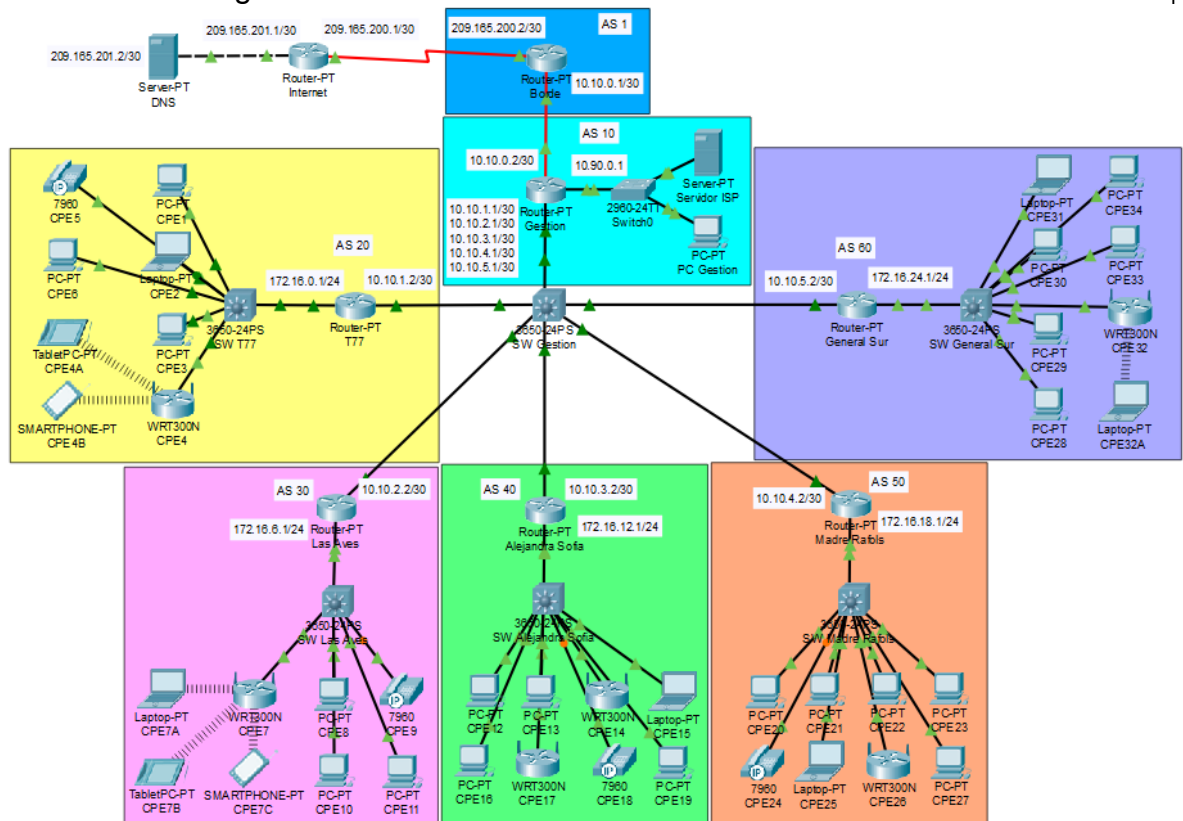 209.165.201.2/30
Server-PT
DNS
209.165.201.1/30
209.165.200.1/30
Router-PT
Internet
209.165.200.2/30
AS 1
Router-PT
Borde
10.10.0.1/30
AS 10
10.10.0.2/30
10.90.0.1
Router-PT
Gestion
10.10.1.1/30
10.10.2.1/30
10.10.3.1/30
10.10.4.1/30
10.10.5.1/30
2960-24TT
Switch0
Server-PT
Servidor ISP
PC-PT
PC Gestion
3650-24PS
SW Gestion
AS 20
172.16.0.1/24
10.10.1.2/30
Router-PT
T77
3650-24PS
SW T77
IP
7960
CPE5
PC-PT
CPE1
PC-PT
CPE6
Laptop-PT
CPE2
TabletPC-PT
CPE4A
PC-PT
CPE3
SMARTPHONE-PT
CPE4B
WRT300N
CPE4
AS 60
10.10.5.2/30
172.16.24.1/24
Router-PT
General Sur
3650-24PS
SW General Sur
Laptop-PT
CPE31
PC-PT
CPE34
PC-PT
CPE30
PC-PT
CPE33
PC-PT
CPE29
WRT300N
CPE32
PC-PT
CPE28
Laptop-PT
CPE32A
AS 30
10.10.2.2/30
172.16.6.1/24
Router-PT
Las Aves
3650-24PS
SW Las Aves
Laptop-PT
CPE7A
WRT300N
CPE7
PC-PT
CPE8
IP
7960
CPE9
TabletPC-PT
CPE7B
SMARTPHONE-PT
CPE7C
PC-PT
CPE10
PC-PT
CPE11
AS 40
10.10.3.2/30
Router-PT
Alejandra Sofia
172.16.12.1/24
3650-24PS
SW Alejandra Sofia
PC-PT
CPE12
PC-PT
CPE13
WRT300N
CPE14
Laptop-PT
CPE15
PC-PT
CPE16
WRT300N
CPE17
IP
7960
CPE18
PC-PT
CPE19
AS 50
10.10.4.2/30
Router-PT
Madre Rafols
172.16.18.1/24
3650-24PS
SW Madre Rafols
PC-PT
CPE20
PC-PT
CPE21
PC-PT
CPE22
PC-PT
CPE23
IP
7960
CPE24
Laptop-PT
CPE25
WRT300N
CPE26
PC-PT
CPE27